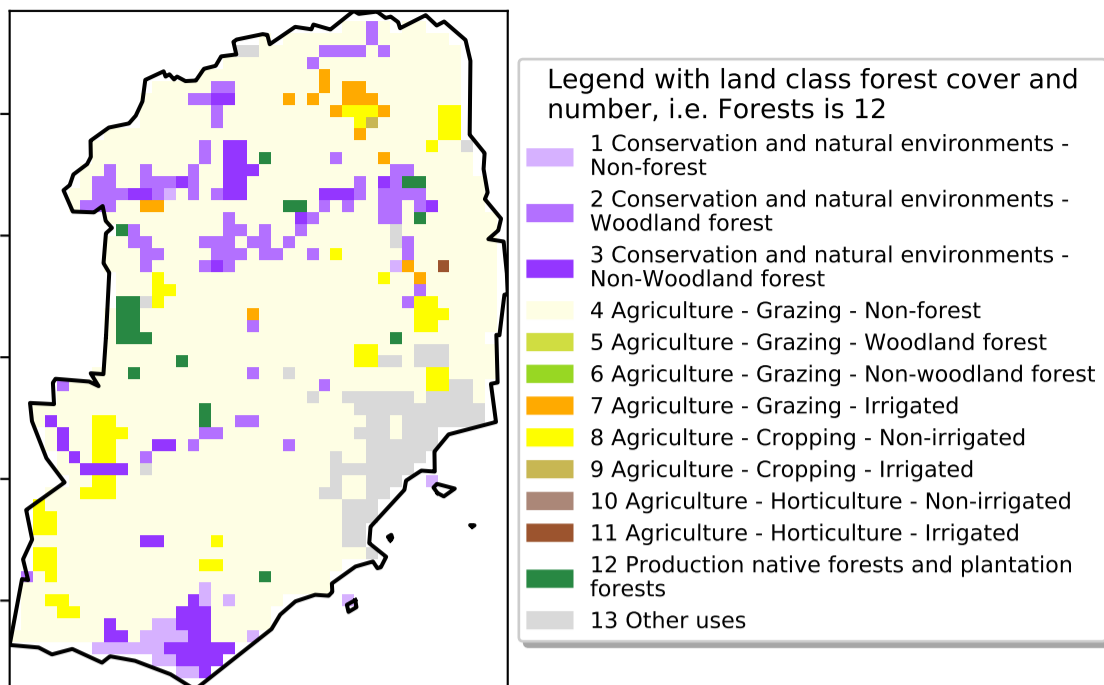 Legend with land class forest cover and
number, i.e. Forests is 12
1 Conservation and natural environments -
Non-forest
2 Conservation and natural environments -
Woodland forest
3 Conservation and natural environments -
Non-Woodland forest
4 Agriculture - Grazing - Non-forest
5 Agriculture - Grazing - Woodland forest
6 Agriculture - Grazing - Non-woodland forest
7 Agriculture - Grazing - Irrigated
8 Agriculture - Cropping - Non-irrigated
9 Agriculture - Cropping - Irrigated
10 Agriculture - Horticulture - Non-irrigated
11 Agriculture - Horticulture - Irrigated
12 Production native forests and plantation
forests
13 Other uses